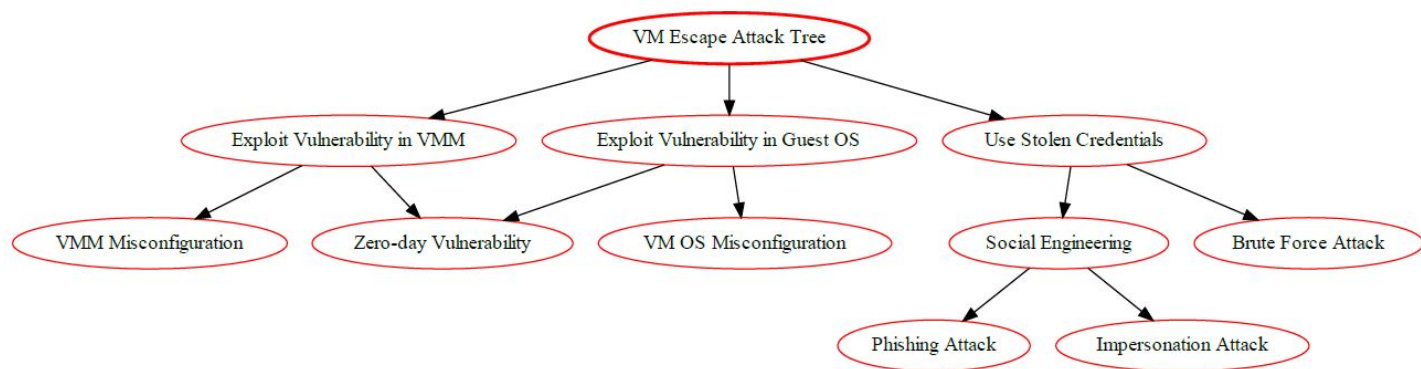 VM Escape Attack Tree
Exploit Vulnerability in VMM
Exploit Vulnerability in Guest OS
Use Stolen Credentials
VMM Misconfiguration
Zero-day Vulnerability
VM OS Misconfiguration
Social Engineering
Brute Force Attack
Phishing Attack
Impersonation Attack